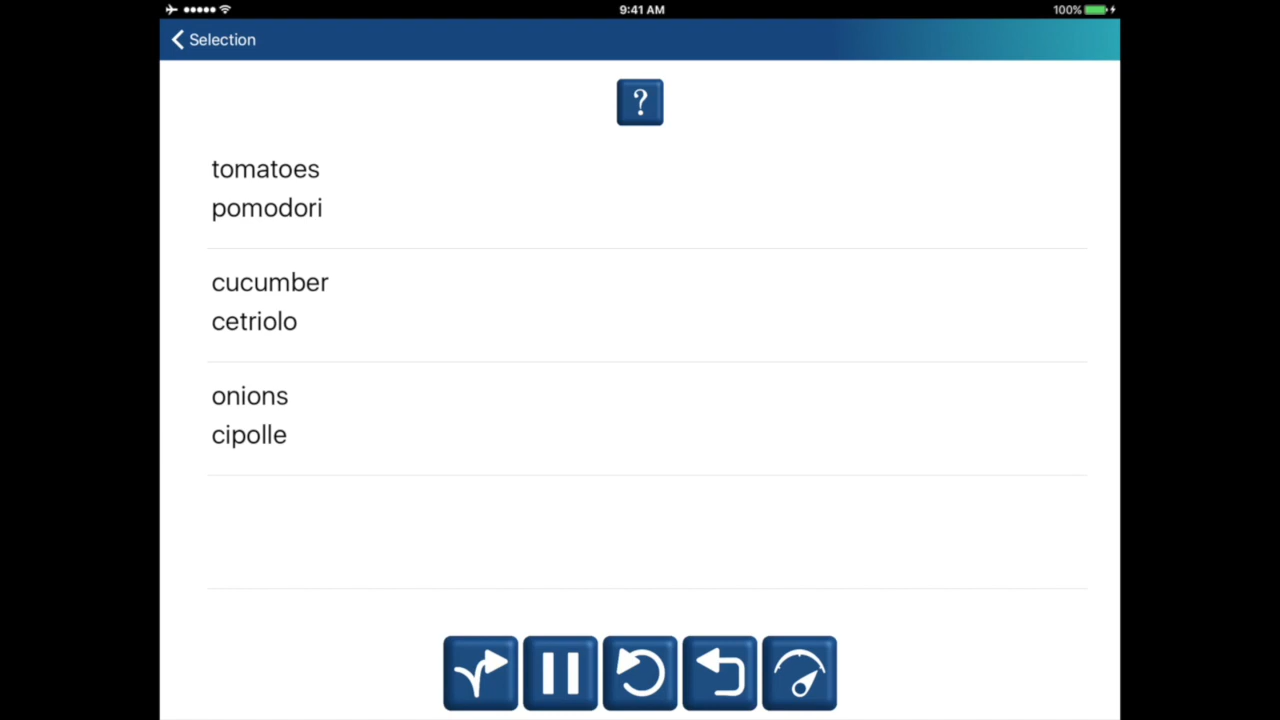 9:41 AM
100%
Selection
?
tomatoes
pomodori
cucumber
cetriolo
onions
cipolle